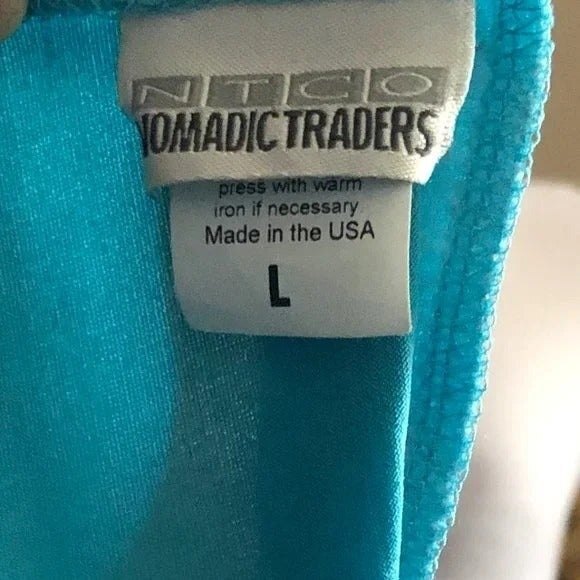 NTCO
NOMADIC TRADERS
press with warm
iron if necessary
Made in the USA
L